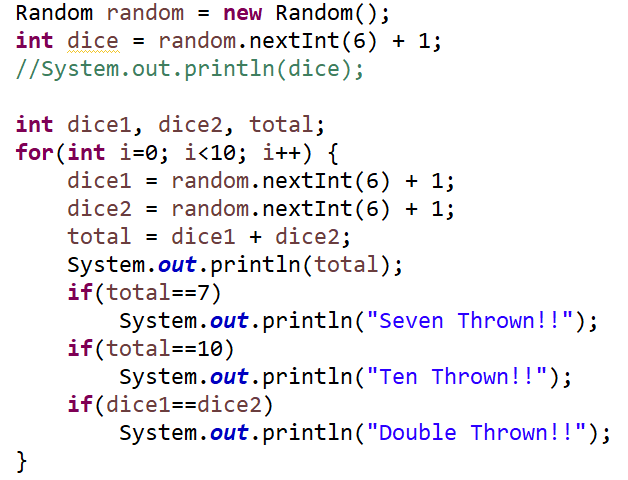 Random random = new Random();
int dice = random.nextInt(6) + 1;
//System.out.println(dice);

int dice1, dice2, total;
for(int i=0; i<10; i++) {
    dice1 = random.nextInt(6) + 1;
    dice2 = random.nextInt(6) + 1;
    total = dice1 + dice2;
    System.out.println(total);
    if(total==7)
        System.out.println("Seven Thrown!!");
    if(total==10)
        System.out.println("Ten Thrown!!");
    if(dice1==dice2)
        System.out.println("Double Thrown!!");
}